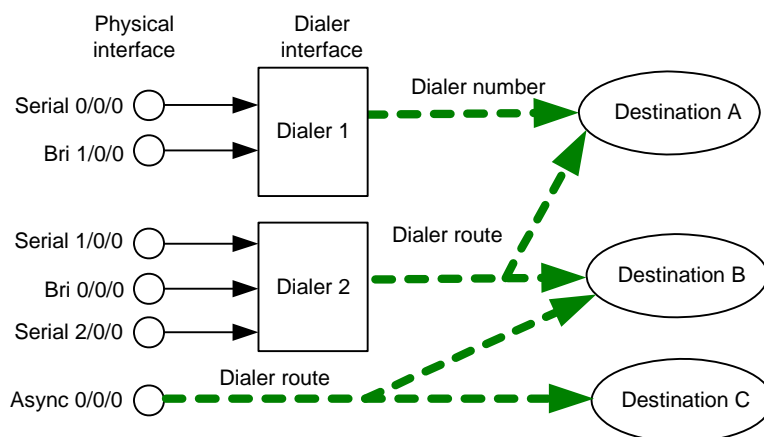 Physical
interface
Dialer
interface
Serial 0/0/0
Bri 1/0/0
Dialer 1
Dialer number
Destination A
Serial 1/0/0
Bri 0/0/0
Serial 2/0/0
Dialer 2
Dialer route
Destination B
Async 0/0/0
Dialer route
Destination C